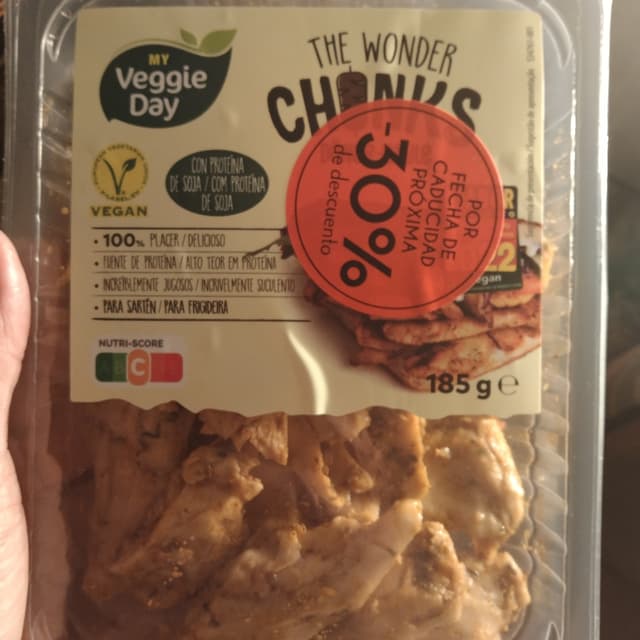 MY
Veggie
Day
THE WONDER
CHUNKS
-30%
de descuento
POR
FECHA DE
CADUCIDAD
PRÓXIMA
VEGAN
CON PROTEÍNA
DE SOJA / COM PROTEÍNA
DE SOJA
• 100% PLACER / DELICIOSO
• FUENTE DE PROTEÍNA / ALTO TEOR EM PROTEÍNA
• INCREÍBLEMENTE JUGOSOS / INCRIVELMENTE SUCULENTO
• PARA SARTÉN / PARA FRIGIDEIRA
NUTRI-SCORE
C
185 g e